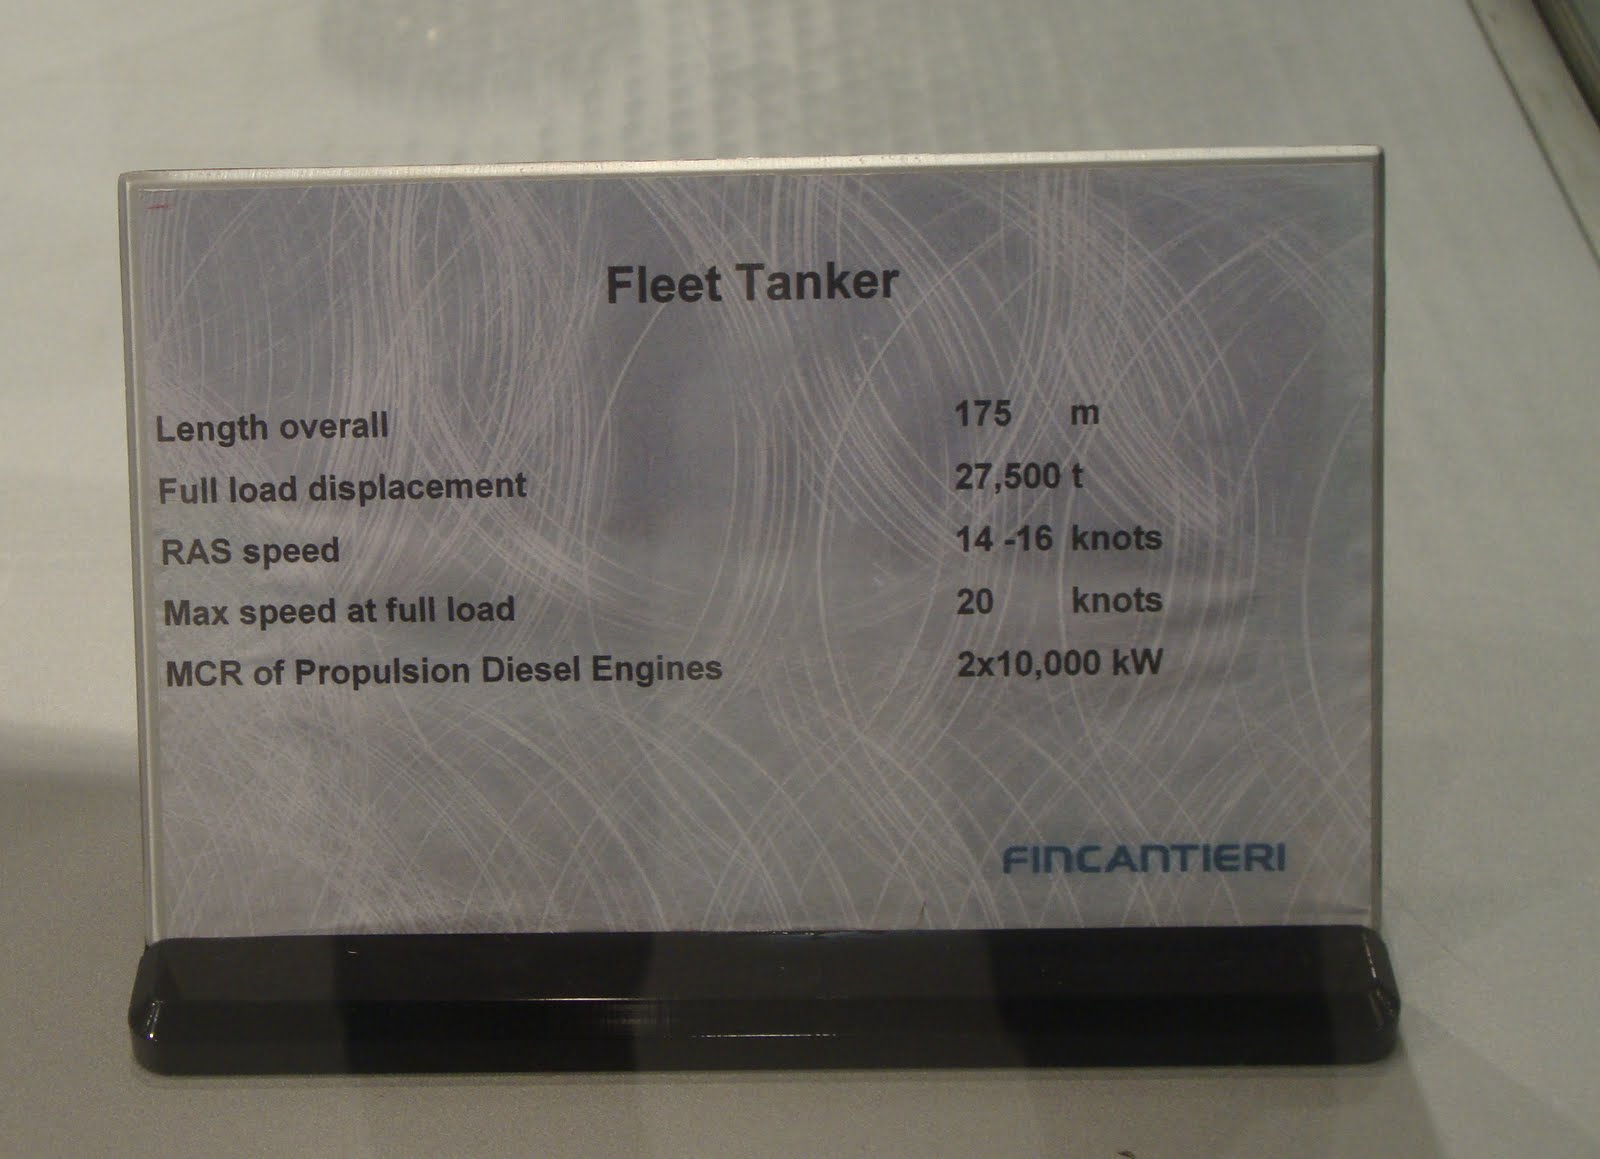 Fleet Tanker
Length overall 175 m
Full load displacement 27,500 t
RAS speed 14 -16 knots
Max speed at full load 20 knots
MCR of Propulsion Diesel Engines 2x10,000 kW
FINCANTIERI